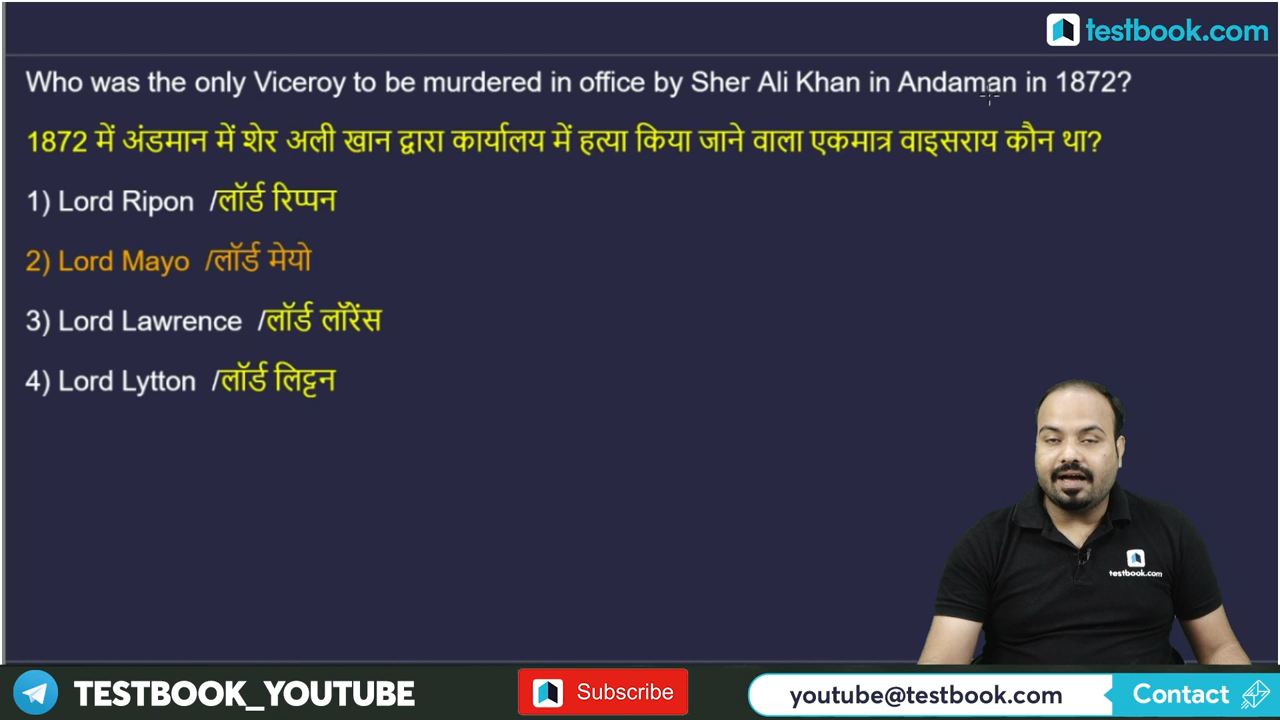 testbook.com
Who was the only Viceroy to be murdered in office by Sher Ali Khan in Andaman in 1872?
1872 में अंडमान में शेर अली खान द्वारा कार्यालय में हत्या किया जाने वाला एकमात्र वाइसराय कौन था?
1) Lord Ripon /लॉर्ड रिप्पन
2) Lord Mayo /लॉर्ड मेयो
3) Lord Lawrence /लॉर्ड लॉरेंस
4) Lord Lytton /लॉर्ड लिट्टन
testbook.com
TESTBOOK_YOUTUBE
Subscribe
youtube@testbook.com
Contact